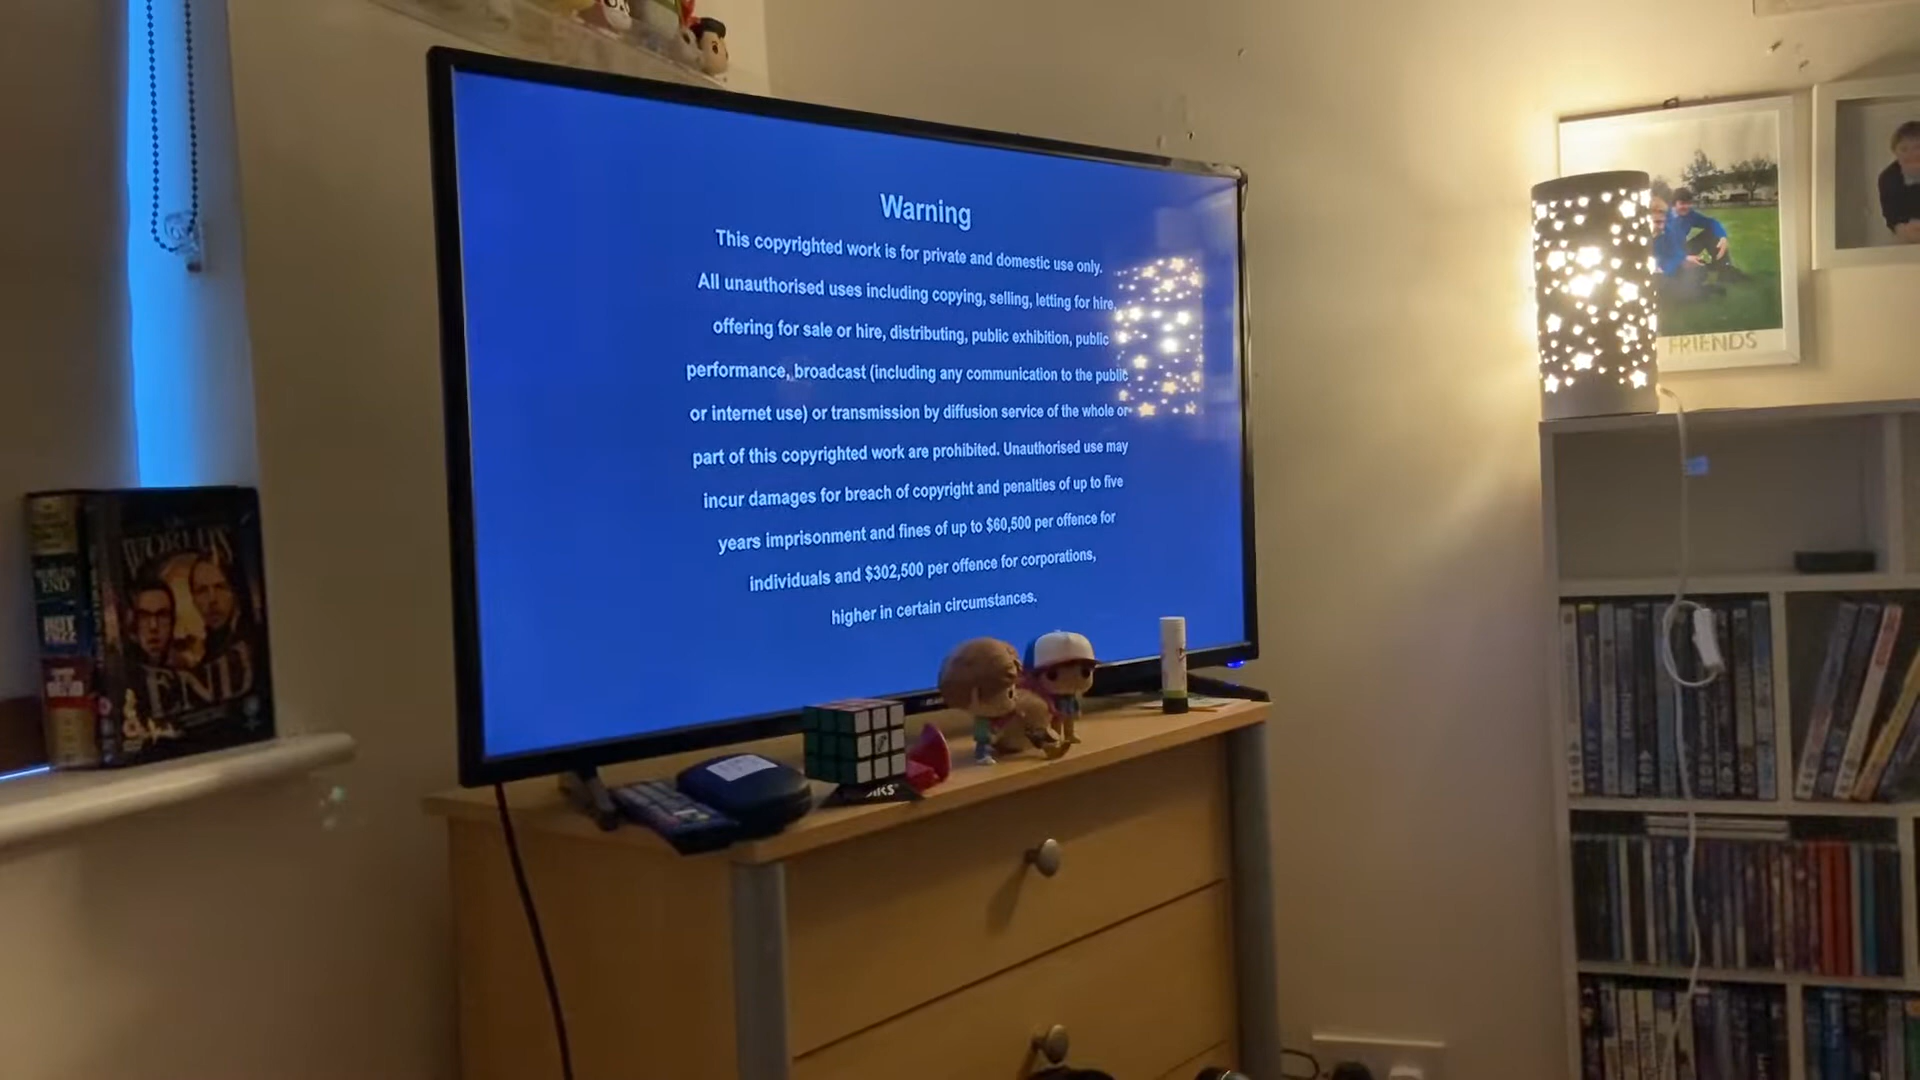 Warning
This copyrighted work is for private and domestic use only.
All unauthorised uses including copying, selling, letting for hire,
offering for sale or hire, distributing, public exhibition, public
performance, broadcast (including any communication to the public
or internet use) or transmission by diffusion service of the whole or
part of this copyrighted work are prohibited. Unauthorised use may
incur damages for breach of copyright and penalties of up to five
years imprisonment and fines of up to $60,500 per offence for
individuals and $302,500 per offence for corporations,
higher in certain circumstances.
FRIENDS
WORLD'S
END
WORLD'S
END
HOT
FUZZ